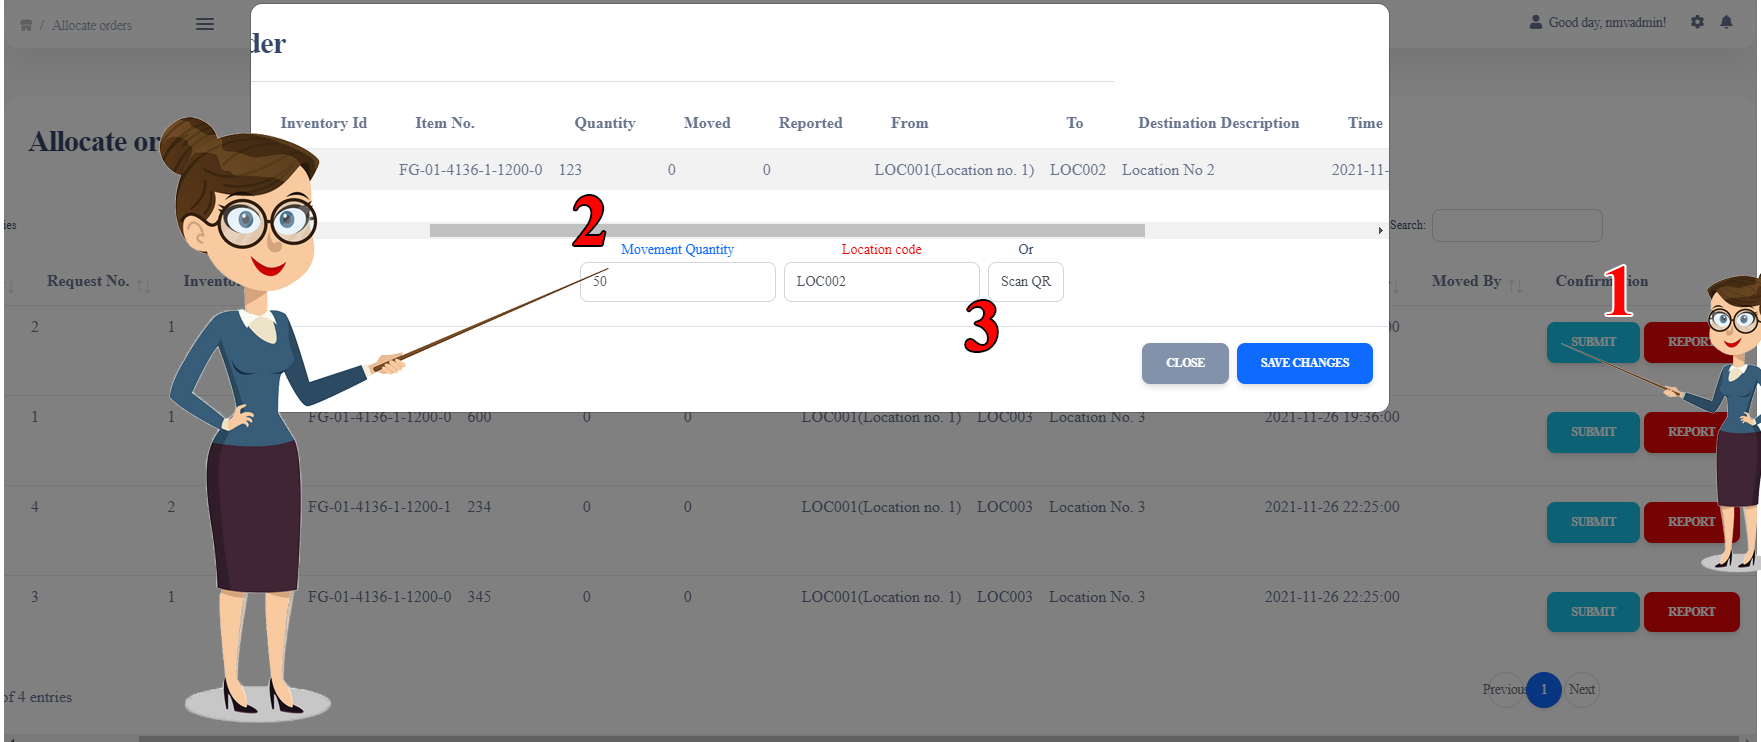 / Allocate orders
Good day, nmvadmin!
der
Inventory Id Item No. Quantity Moved Reported From To Destination Description Time
FG-01-4136-1-1200-0 123 0 0 LOC001(Location no. 1) LOC002 Location No 2 2021-11-
Allocate or
2
ies
Search:
Movement Quantity Location code Or
50 LOC002 Scan QR
3
CLOSE SAVE CHANGES
Request No. Invento Moved By Confirmation
1
2 1 00 SUBMIT REPORT
1 1 FG-01-4136-1-1200-0 600 0 0 LOC001(Location no. 1) LOC003 Location No. 3 2021-11-26 19:36:00 SUBMIT REPORT
4 2 FG-01-4136-1-1200-1 234 0 0 LOC001(Location no. 1) LOC003 Location No. 3 2021-11-26 22:25:00 SUBMIT REPORT
3 1 FG-01-4136-1-1200-0 345 0 0 LOC001(Location no. 1) LOC003 Location No. 3 2021-11-26 22:25:00 SUBMIT REPORT
of 4 entries
Previous 1 Next